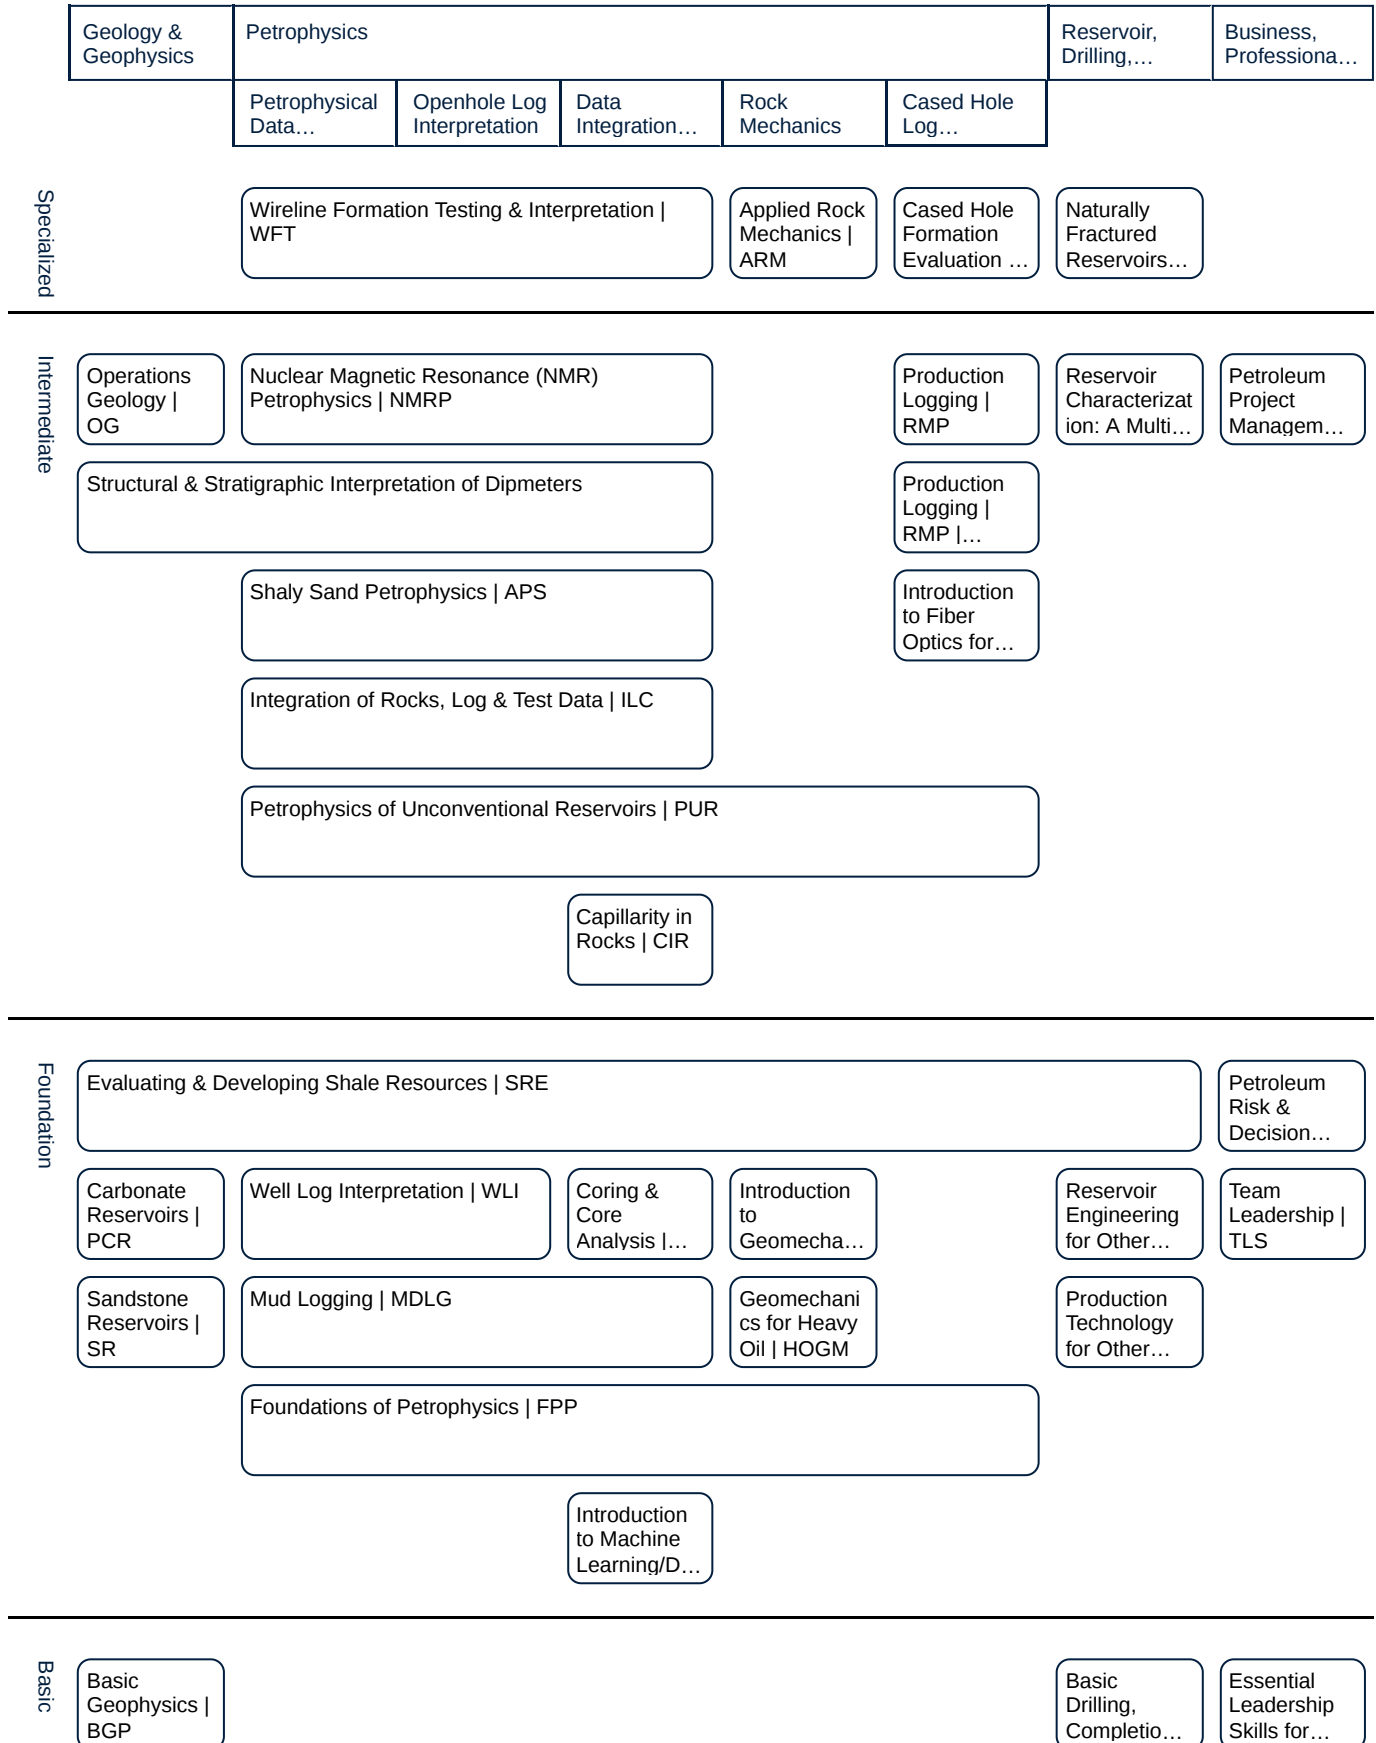 Geology &
Geophysics
Petrophysics
Reservoir,
Drilling,…
Business,
Professiona…
Petrophysical
Data…
Openhole Log
Interpretation
Data
Integration…
Rock
Mechanics
Cased Hole
Log…
Specialized
Wireline Formation Testing & Interpretation |
WFT
Applied Rock
Mechanics |
ARM
Cased Hole
Formation
Evaluation …
Naturally
Fractured
Reservoirs…
Intermediate
Operations
Geology |
OG
Nuclear Magnetic Resonance (NMR)
Petrophysics | NMRP
Production
Logging |
RMP
Reservoir
Characterizat
ion: A Multi…
Petroleum
Project
Managem…
Structural & Stratigraphic Interpretation of Dipmeters
Production
Logging |
RMP |…
Shaly Sand Petrophysics | APS
Introduction
to Fiber
Optics for…
Integration of Rocks, Log & Test Data | ILC
Petrophysics of Unconventional Reservoirs | PUR
Capillarity in
Rocks | CIR
Foundation
Evaluating & Developing Shale Resources | SRE
Petroleum
Risk &
Decision…
Carbonate
Reservoirs |
PCR
Well Log Interpretation | WLI
Coring &
Core
Analysis |…
Introduction
to
Geomecha…
Reservoir
Engineering
for Other…
Team
Leadership |
TLS
Sandstone
Reservoirs |
SR
Mud Logging | MDLG
Geomechani
cs for Heavy
Oil | HOGM
Production
Technology
for Other…
Foundations of Petrophysics | FPP
Introduction
to Machine
Learning/D…
Basic
Basic
Geophysics |
BGP
Basic
Drilling,
Completio…
Essential
Leadership
Skills for…